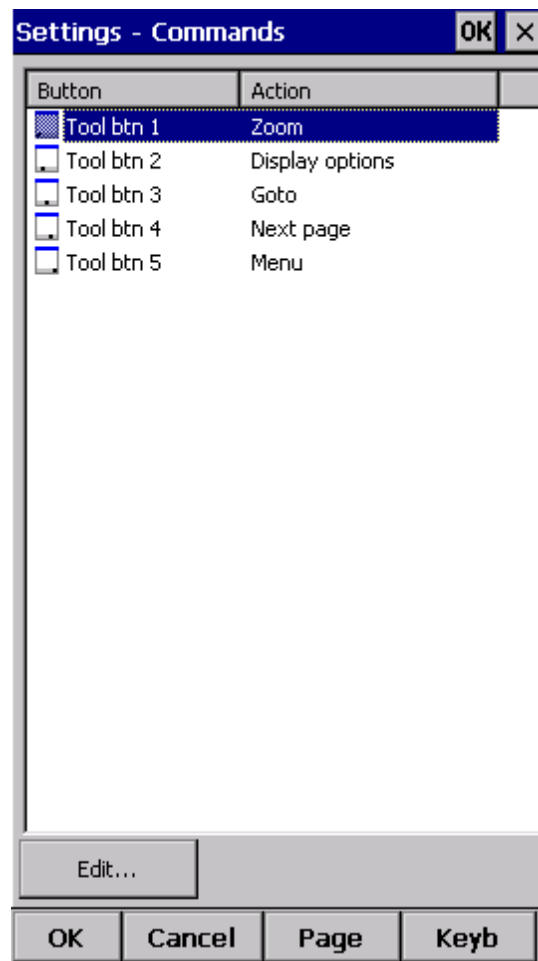 Settings - Commands OK ×
Button Action
Tool btn 1 Zoom
Tool btn 2 Display options
Tool btn 3 Goto
Tool btn 4 Next page
Tool btn 5 Menu
Edit...
OK Cancel Page Keyb